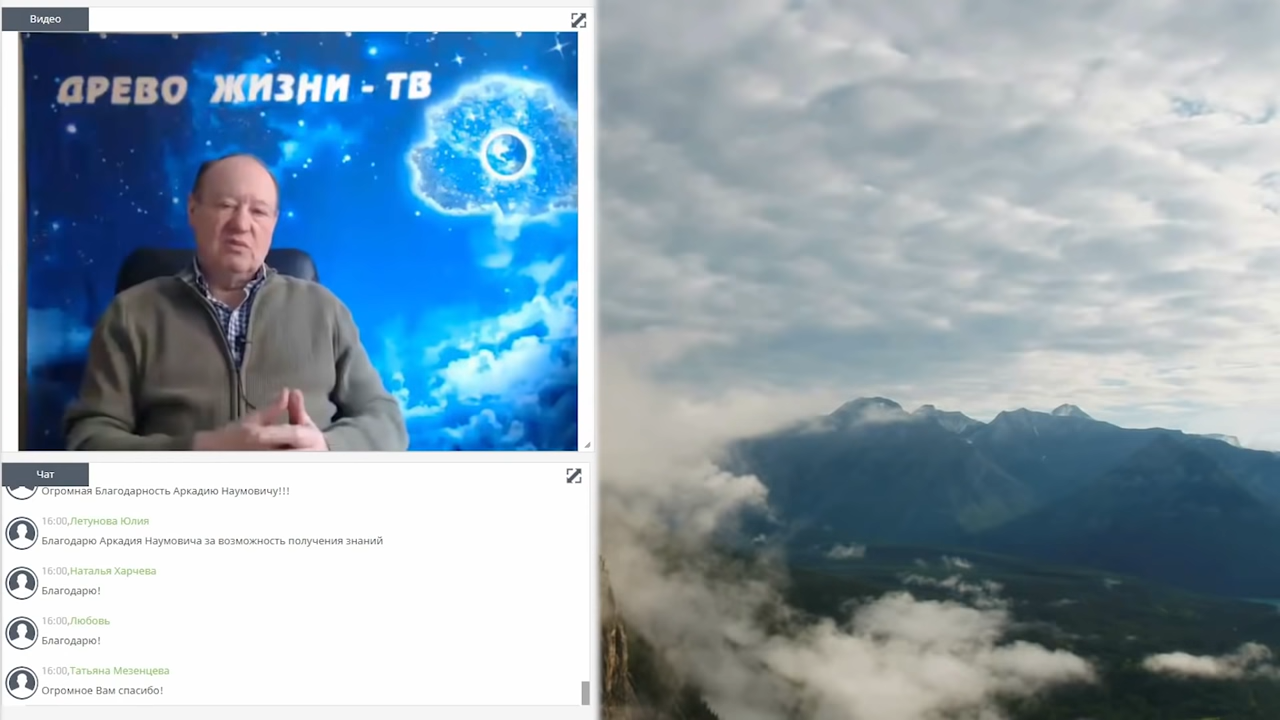 Видео
ДРЕВО ЖИЗНИ - ТВ
Чат
Огромная Благодарность Аркадию Наумовичу!!!
16:00,Летунова Юлия
Благодарю Аркадия Наумовича за возможность получения знаний
16:00,Наталья Харчева
Благодарю!
16:00,Любовь
Благодарю!
16:00,Татьяна Мезенцева
Огромное Вам спасибо!